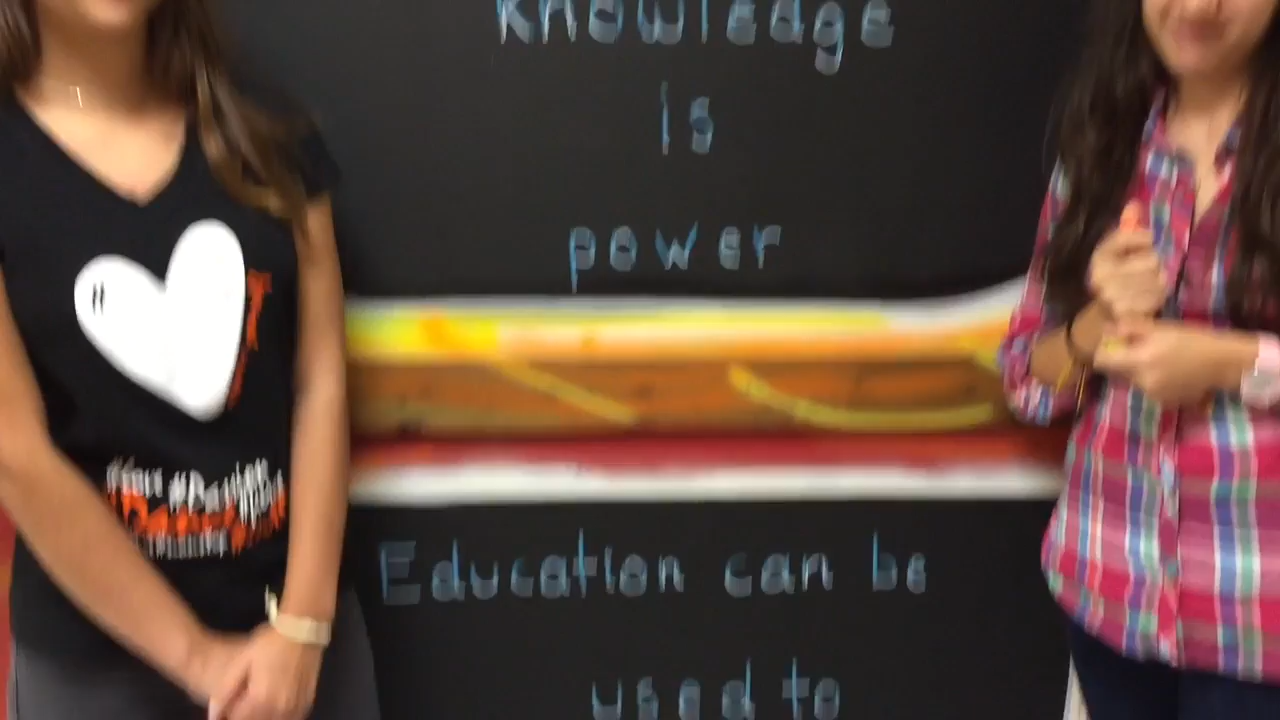 knowledge
is
power
Education can be
used to